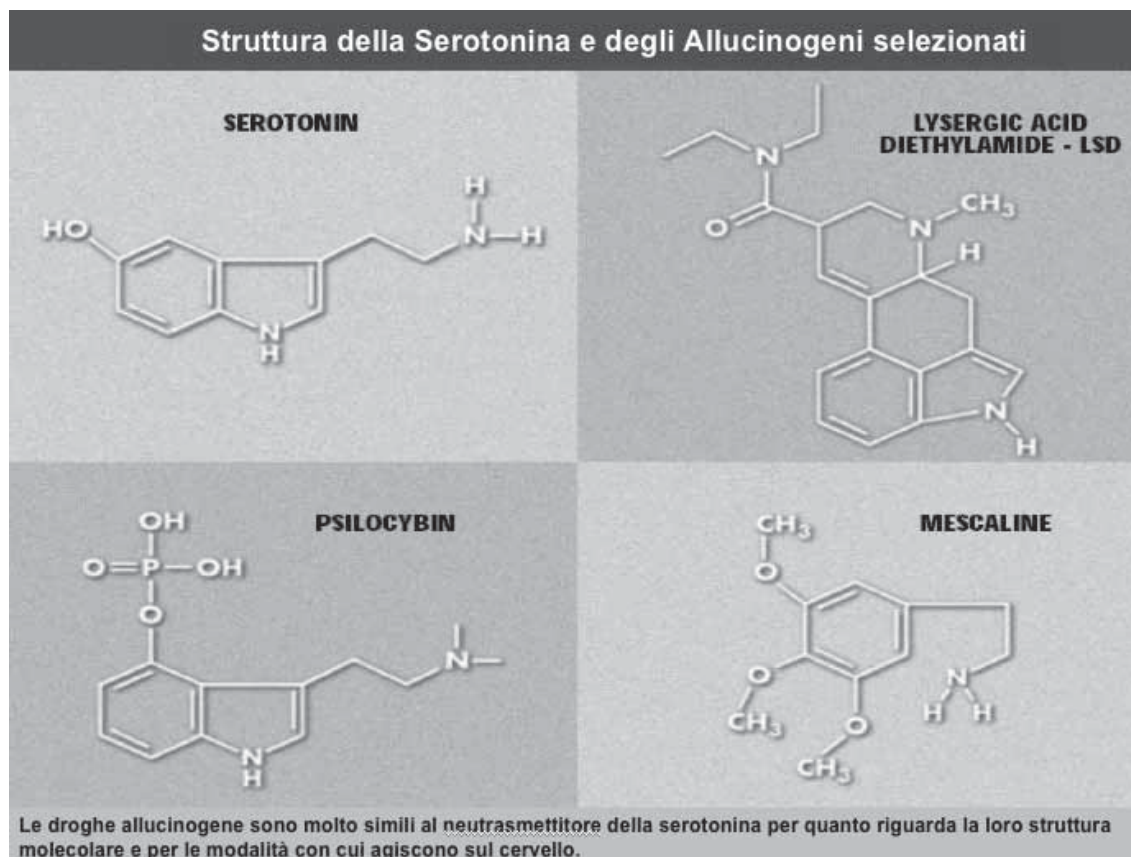 Struttura della Serotonina e degli Allucinogeni selezionati
SEROTONIN
H
HO
N
H
N
H
LYSERGIC ACID
DIETHYLAMIDE - LSD
N
O
N
CH3
H
N
H
PSILOCYBIN
OH
O
P
OH
O
N
N
H
MESCALINE
CH3
O
O
CH3
O
CH3
N
H
H
Le droghe allucinogene sono molto simili al neutrasmettitore della serotonina per quanto riguarda la loro struttura
molecolare e per le modalità con cui agiscono sul cervello.